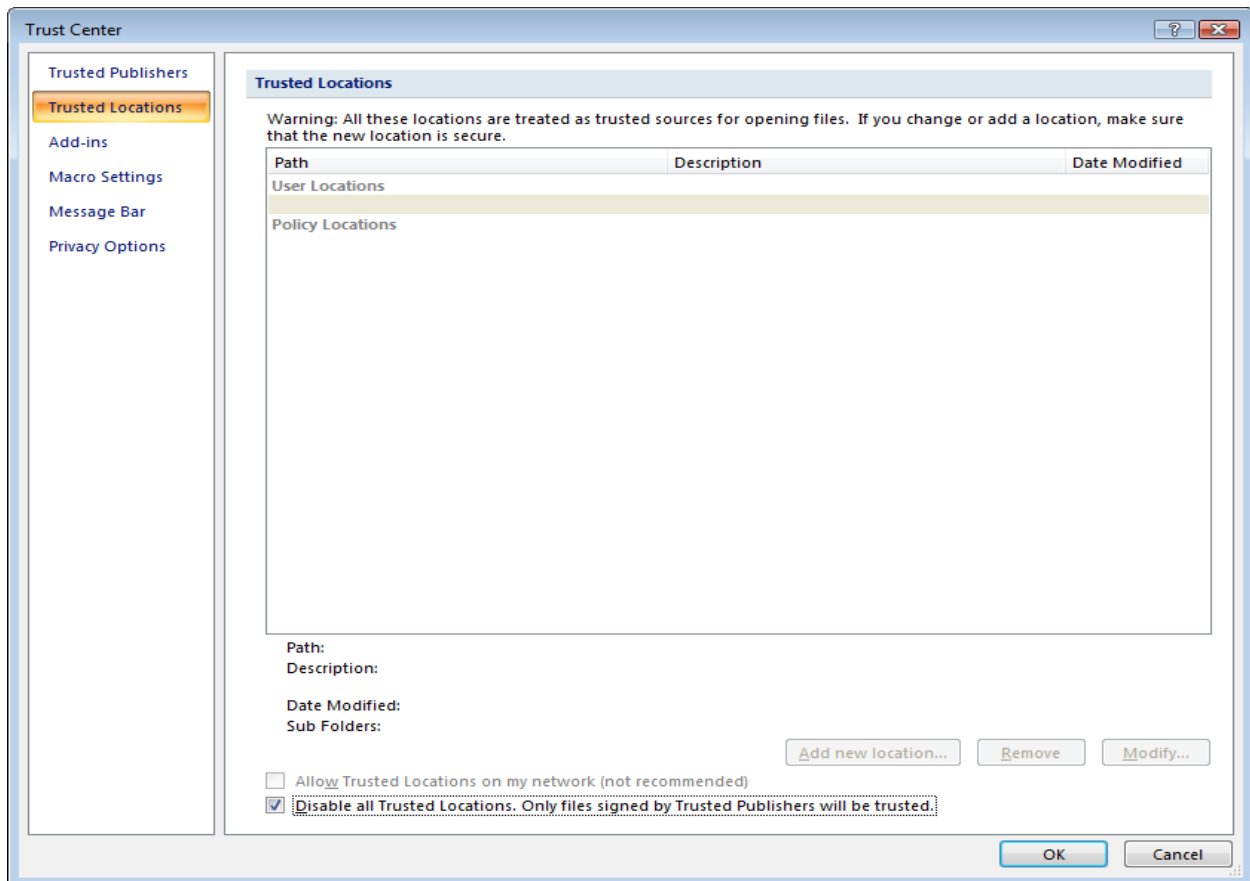 Trust Center
Trusted Publishers
Trusted Locations
Add-ins
Macro Settings
Message Bar
Privacy Options
Trusted Locations
Warning: All these locations are treated as trusted sources for opening files.  If you change or add a location, make sure
that the new location is secure.
Path Description Date Modified
User Locations
Policy Locations
Path:
Description:
Date Modified:
Sub Folders:
Add new location... Remove Modify...
Allow Trusted Locations on my network (not recommended)
Disable all Trusted Locations. Only files signed by Trusted Publishers will be trusted.
OK Cancel